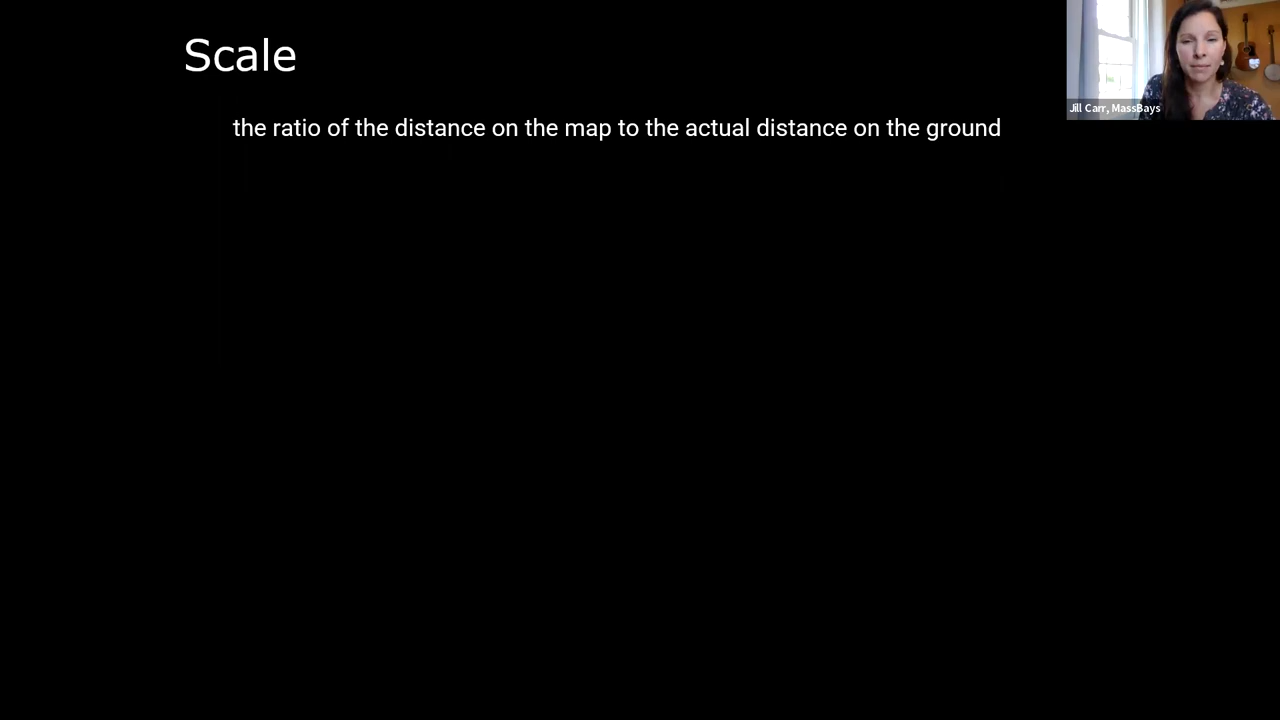 Scale
the ratio of the distance on the map to the actual distance on the ground
Jill Carr, MassBays